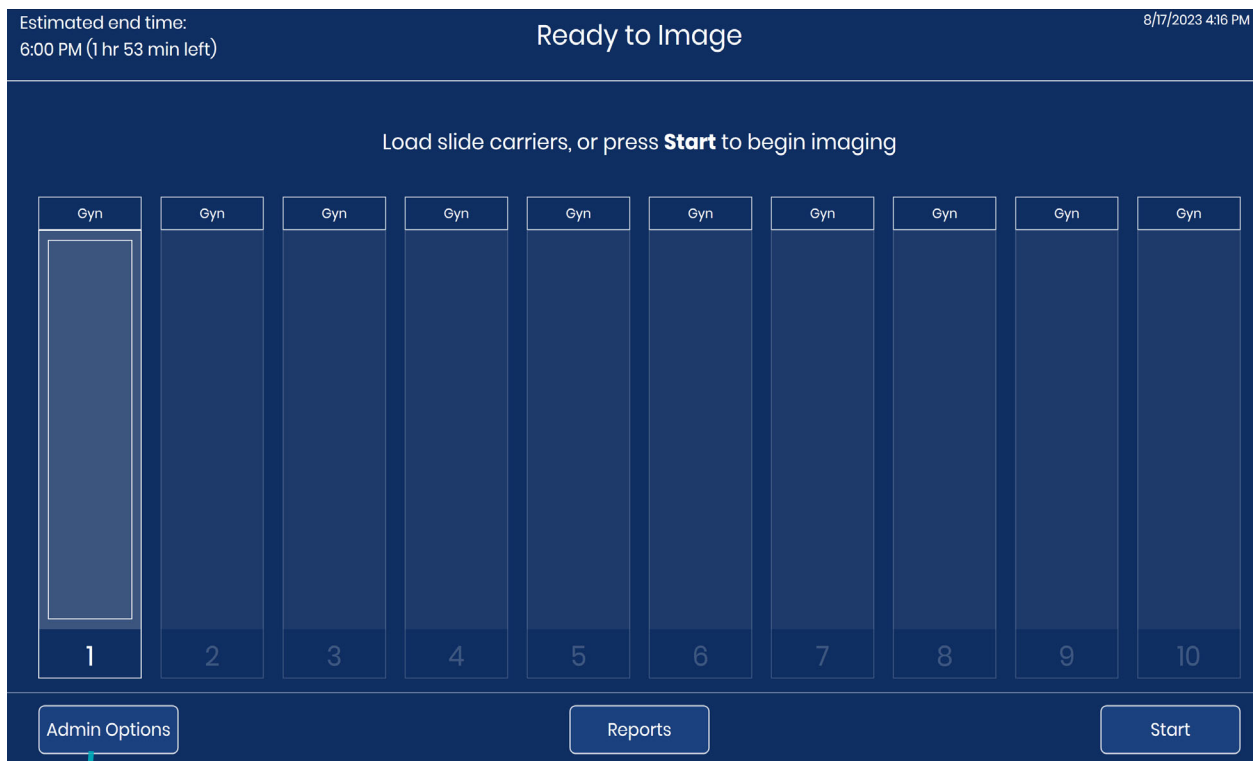 Estimated end time:
6:00 PM (1 hr 53 min left)
Ready to Image
8/17/2023 4:16 PM
Load slide carriers, or press Start to begin imaging
Gyn Gyn Gyn Gyn Gyn Gyn Gyn Gyn Gyn Gyn
1 2 3 4 5 6 7 8 9 10
Admin Options Reports Start